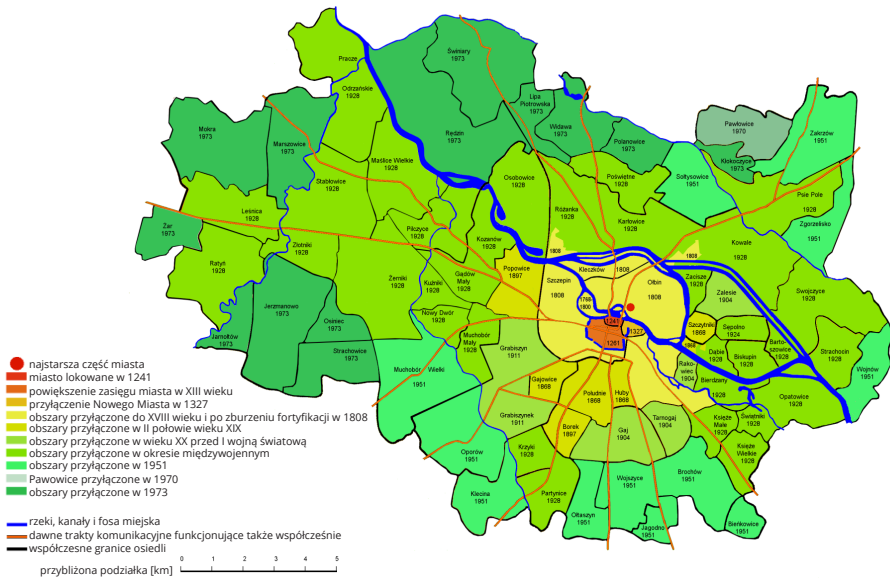 Pracze
Odrzańskie
1928
Świniary
1973
Lipa
Piotrowska
1973
Widawa
1973
Polanowice
1973
Pawłowice
1970
Kłokoczyce
1973
Zakrzów
1951
Mokra
1973
Marszowice
1973
Rędzin
1973
Maślice Wielkie
1928
Stabłowice
1928
Osobowice
1928
Poświętne
1928
Sołtysowice
1951
Psie Pole
1928
Zgorzelisko
1951
Leśnica
1928
Różanka
1928
Karłowice
1928
Pilczyce
1928
Kozanów
1928
Żar
1973
Złotniki
1928
Ratyń
1928
Żerniki
1928
Kuźniki
1928
Gądów
Mały
1928
Popowice
1897
1808
Kleczków
1808
1808
Kowale
1928
Szczepin
1808
Ołbin
1808
Zacisze
1928
Zalesie
1904
Swojczyce
1928
1768-
1800
Jerzmanowo
1973
Osiniec
1973
Jarnołtów
1973
Strachowice
1973
Nowy Dwór
1928
Muchobór
Mały
1928
1241
1327
1261
Szczytniki
1868
Sępolno
1924
1868
Dąbie
1928
Biskupin
1928
Barto-
szowice
1928
Strachocin
1928
Wojnów
1951
Muchobór Wielki
1951
Grabiszyn
1911
Rako-
wiec
1904
Bierdzany
1928
Opatowice
1928
Gajowice
1868
Południe
1868
Huby
1868
Grabiszynek
1911
Borek
1897
Gaj
1904
Tarnogaj
1904
Księże
Małe
1928
Świątniki
1928
Księże
Wielkie
1928
Krzyki
1928
Oporów
1951
Klecina
1951
Partynice
1928
Ołtaszyn
1951
Wojszyce
1951
Jagodno
1951
Brochów
1951
Bieńkowice
1951
najstarsza część miasta
miasto lokowane w 1241
powiększenie zasięgu miasta w XIII wieku
przyłączenie Nowego Miasta w 1327
obszary przyłączone do XVIII wieku i po zburzeniu fortyfikacji w 1808
obszary przyłączone w II połowie wieku XIX
obszary przyłączone w wieku XX przed I wojną światową
obszary przyłączone w okresie międzywojennym
obszary przyłączone w 1951
Pawowice przyłączone w 1970
obszary przyłączone w 1973
rzeki, kanały i fosa miejska
dawne trakty komunikacyjne funkcjonujące także współcześnie
współczesne granice osiedli
przybliżona podziałka [km] 0 1 2 3 4 5